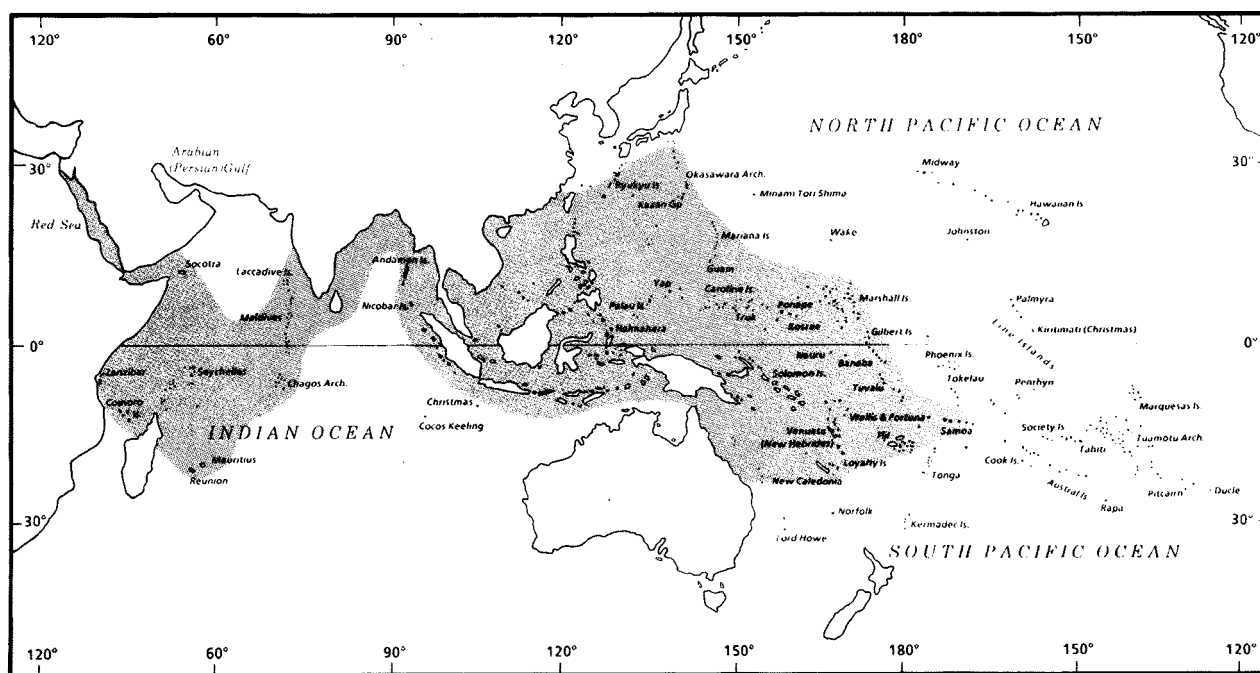 120° 60° 90° 120° 150° 180° 150° 120°
NORTH PACIFIC OCEAN
Arabian
(Persian)Gulf
30°
30°
Midway
Okasawara Arch.
Ryukyu Is
Minami Tori Shima
Kazan Gp
Hawaiian Is
Red Sea
Mariana Is
Wake
Johnston
Andaman Is.
Socotra
Laccadive Is.
Guam
Yap
Caroline Is.
Nicobar Is.
Palau Is
Ponape
Marshall Is.
Palmyra
Maldives
Truk
Kosrae
Halmahera
Gilbert Is
Kiritimati (Christmas)
Line Islands
0°
0°
Nauru
Banaba
Phoenix Is
Zanzibar
Seychelles
Solomon Is.
Tokelau
Chagos Arch.
Tuvalu
Penrhyn
Comoro
Christmas
Wallis & Fortuna
Marquesas Is.
Cocos Keeling
INDIAN OCEAN
Vanuata
(New Hebrides)
Fiji
Samoa
Society Is
Tuamotu Arch.
Tahiti
Mauritius
Loyalty Is
Cook Is.
Reunion
Tonga
New Caledonia
Austral Is
Pitcairn
Ducie
Rapa
30°
30°
Norfolk
Kermadec Is.
Lord Howe
SOUTH PACIFIC OCEAN
120° 60° 90° 120° 150° 180° 150° 120°